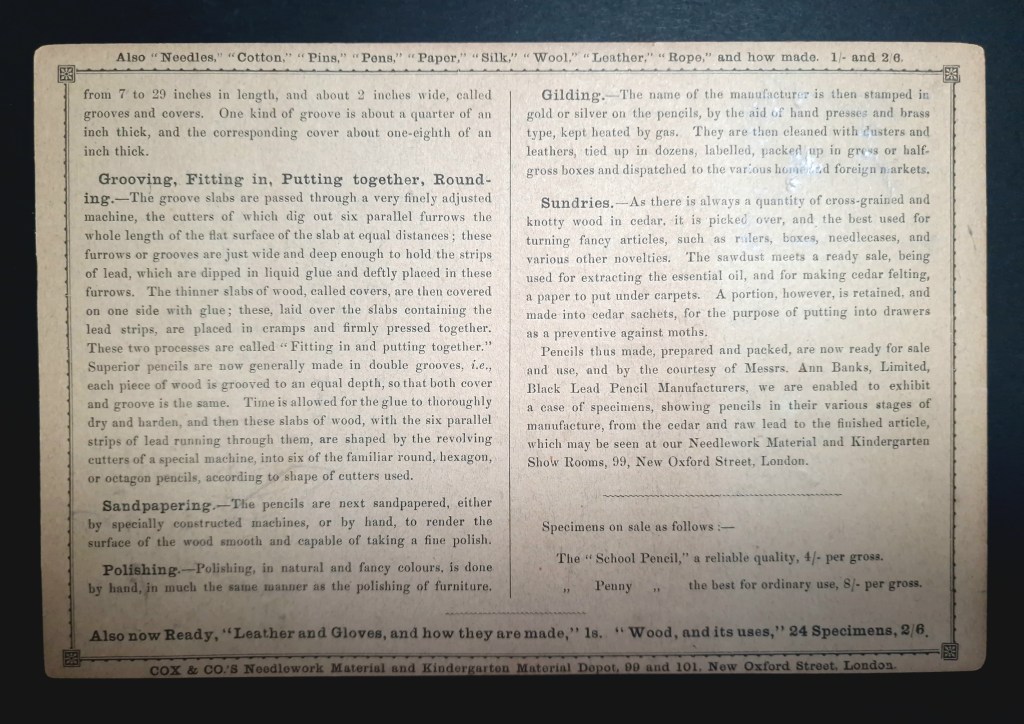 Also "Needles," "Cotton," "Pins," "Pens," "Paper," "Silk," "Wool," "Leather," "Rope," and how made. 1/- and 2/6.
from 7 to 29 inches in length, and about 2 inches wide, called
grooves and covers. One kind of groove is about a quarter of an
inch thick, and the corresponding cover about one-eighth of an
inch thick.
Grooving, Fitting in, Putting together, Round-
ing.—The groove slabs are passed through a very finely adjusted
machine, the cutters of which dig out six parallel furrows the
whole length of the flat surface of the slab at equal distances; these
furrows or grooves are just wide and deep enough to hold the strips
of lead, which are dipped in liquid glue and deftly placed in these
furrows. The thinner slabs of wood, called covers, are then covered
on one side with glue; these, laid over the slabs containing the
lead strips, are placed in cramps and firmly pressed together.
These two processes are called "Fitting in and putting together."
Superior pencils are now generally made in double grooves, i.e.,
each piece of wood is grooved to an equal depth, so that both cover
and groove is the same. Time is allowed for the glue to thoroughly
dry and harden, and then these slabs of wood, with the six parallel
strips of lead running through them, are shaped by the revolving
cutters of a special machine, into six of the familiar round, hexagon,
or octagon pencils, according to shape of cutters used.
Sandpapering.—The pencils are next sandpapered, either
by specially constructed machines, or by hand, to render the
surface of the wood smooth and capable of taking a fine polish.
Polishing.—Polishing, in natural and fancy colours, is done
by hand, in much the same manner as the polishing of furniture.
Gilding.—The name of the manufacturer is then stamped in
gold or silver on the pencils, by the aid of hand presses and brass
type, kept heated by gas. They are then cleaned with dusters and
leathers, tied up in dozens, labelled, packed up in gross or half-
gross boxes and dispatched to the various home and foreign markets.
Sundries.—As there is always a quantity of cross-grained and
knotty wood in cedar, it is picked over, and the best used for
turning fancy articles, such as rulers, boxes, needlecases, and
various other novelties. The sawdust meets a ready sale, being
used for extracting the essential oil, and for making cedar felting,
a paper to put under carpets. A portion, however, is retained, and
made into cedar sachets, for the purpose of putting into drawers
as a preventive against moths.
Pencils thus made, prepared and packed, are now ready for sale
and use, and by the courtesy of Messrs. Ann Banks, Limited,
Black Lead Pencil Manufacturers, we are enabled to exhibit
a case of specimens, showing pencils in their various stages of
manufacture, from the cedar and raw lead to the finished article,
which may be seen at our Needlework Material and Kindergarten
Show Rooms, 99, New Oxford Street, London.
Specimens on sale as follows :—
The "School Pencil," a reliable quality, 4/- per gross.
„ Penny „ the best for ordinary use, 8/- per gross.
Also now Ready, "Leather and Gloves, and how they are made," 1s. "Wood, and its uses," 24 Specimens, 2/6.
COX & CO.'S Needlework Material and Kindergarten Material Depot, 99 and 101, New Oxford Street, London.